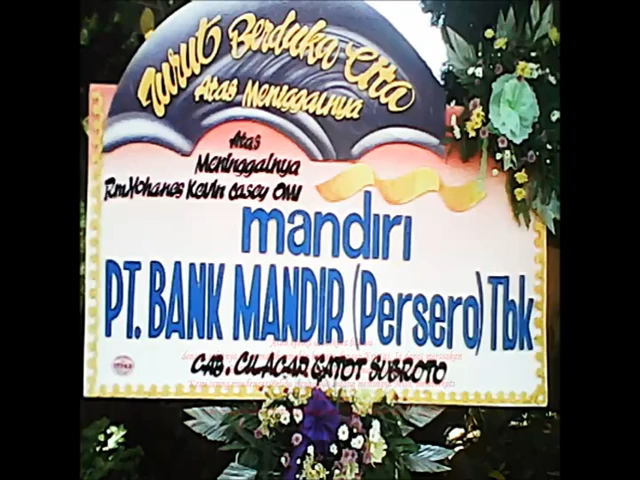 Turut Berduka Cita
Atas Meninggalnya
Atas
Meninggalnya
Rm.Yohanes Kevin Casey OMI
mandiri
PT. BANK MANDIRI (Persero) Tbk
CAB. CILACAP GATOT SUBROTO